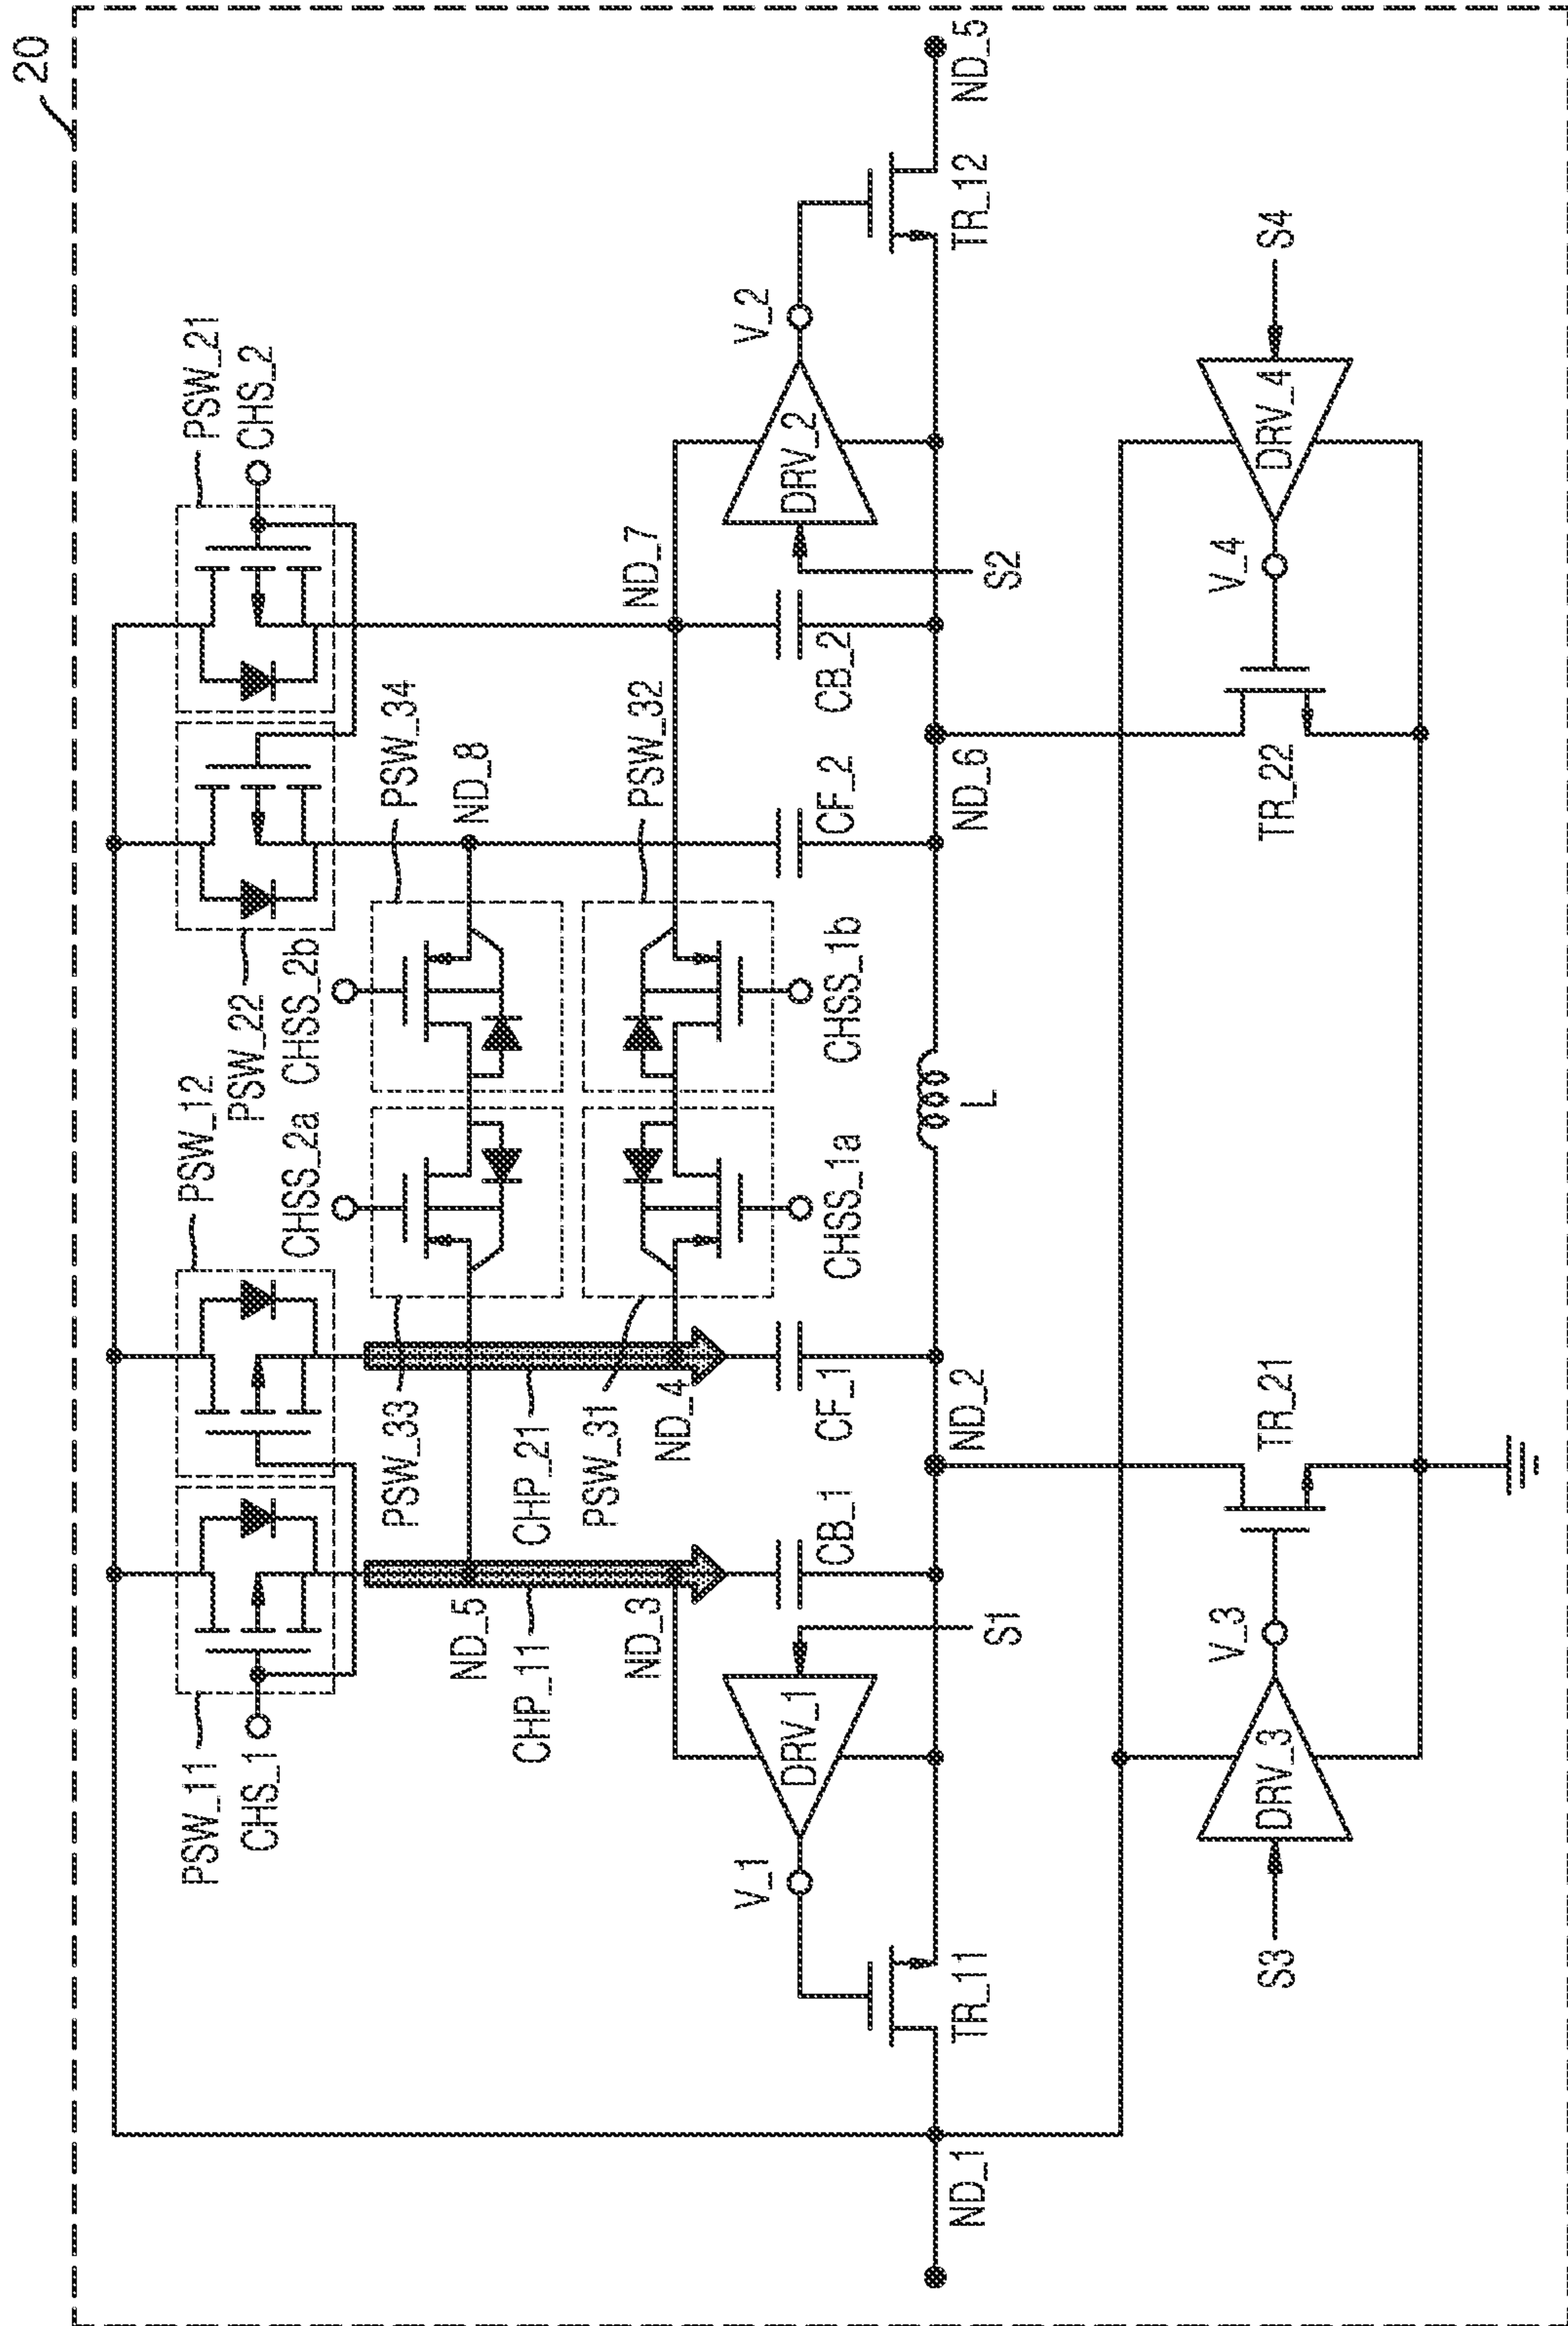 20
PSW_11
CHS_1
PSW_12
PSW_22
PSW_21
CHS_2
CHSS_2a
CHSS_2b
PSW_33
PSW_34
ND_8
ND_5
CHP_11
CHP_21
PSW_31
PSW_32
ND_3
ND_4
ND_7
CHSS_1a
CHSS_1b
V_1
DRV_1
S1
CB_1
CF_1
CF_2
CB_2
S2
DRV_2
V_2
ND_1
TR_11
ND_2
L
ND_6
TR_12
ND_5
S3
DRV_3
V_3
TR_21
TR_22
V_4
DRV_4
S4